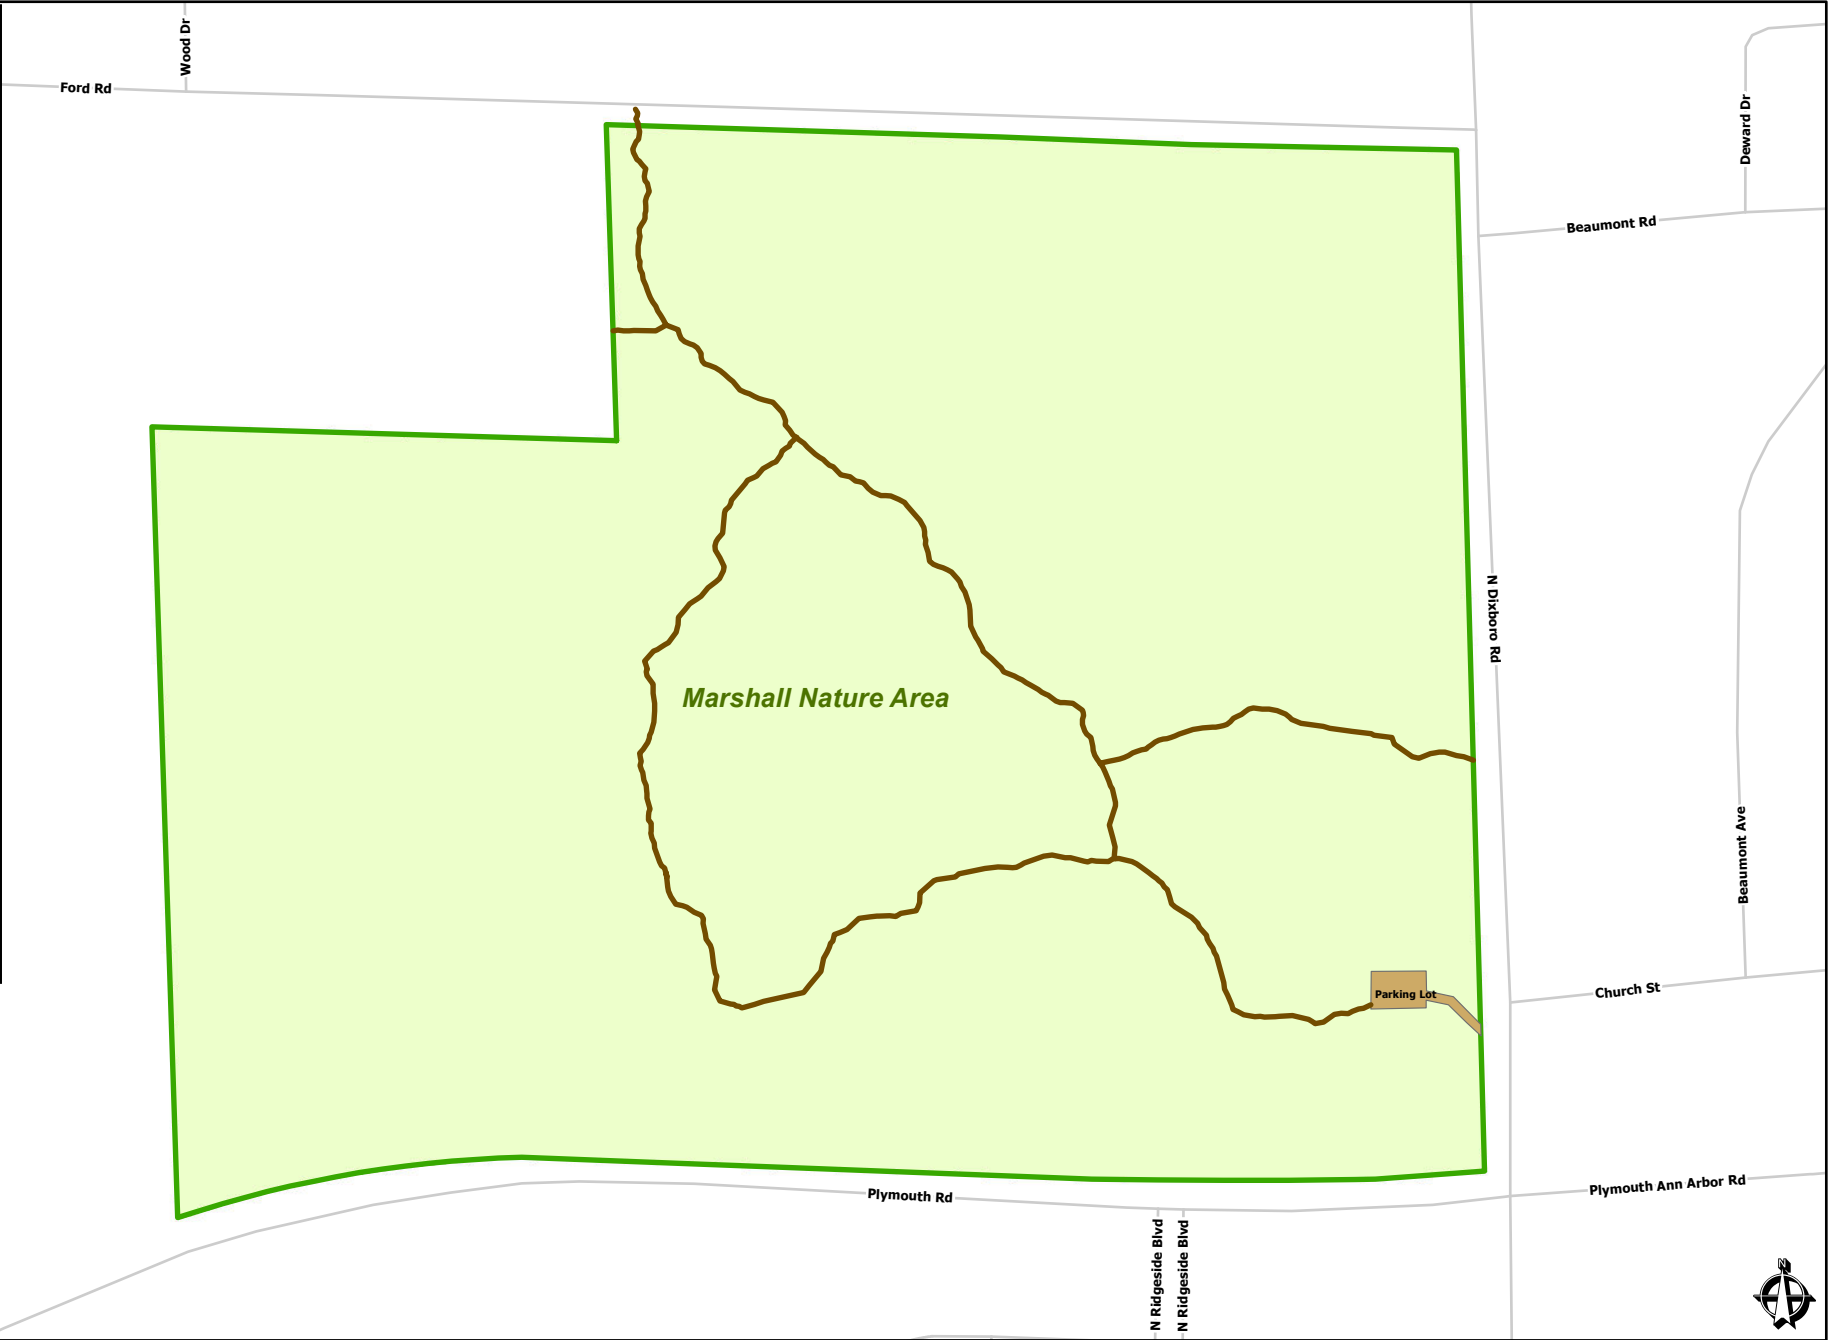 Wood Dr
Ford Rd
Deward Dr
Beaumont Rd
N Dixboro Rd
Marshall Nature Area
Beaumont Ave
Church St
Parking Lot
Plymouth Ann Arbor Rd
Plymouth Rd
N Ridgeside Blvd
N Ridgeside Blvd
N